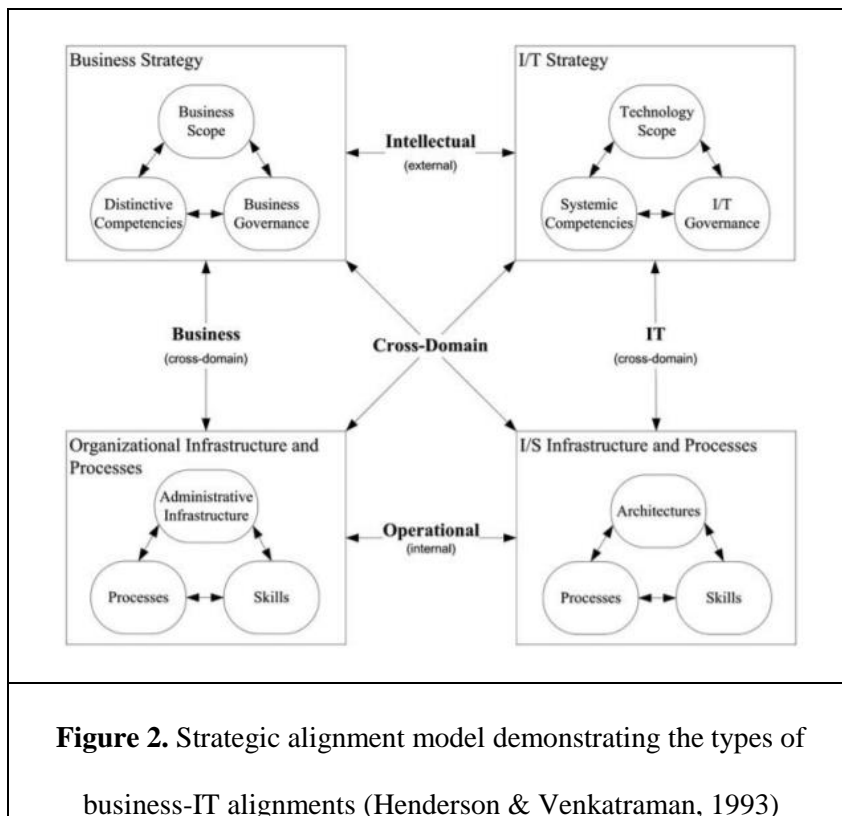 Business Strategy
Business
Scope
Distinctive
Competencies
Business
Governance
Intellectual
(external)
I/T Strategy
Technology
Scope
Systemic
Competencies
I/T
Governance
Business
(cross-domain)
Cross-Domain
IT
(cross-domain)
Organizational Infrastructure and
Processes
Administrative
Infrastructure
Processes
Skills
Operational
(internal)
I/S Infrastructure and Processes
Architectures
Processes
Skills
Figure 2. Strategic alignment model demonstrating the types of
business-IT alignments (Henderson & Venkatraman, 1993)